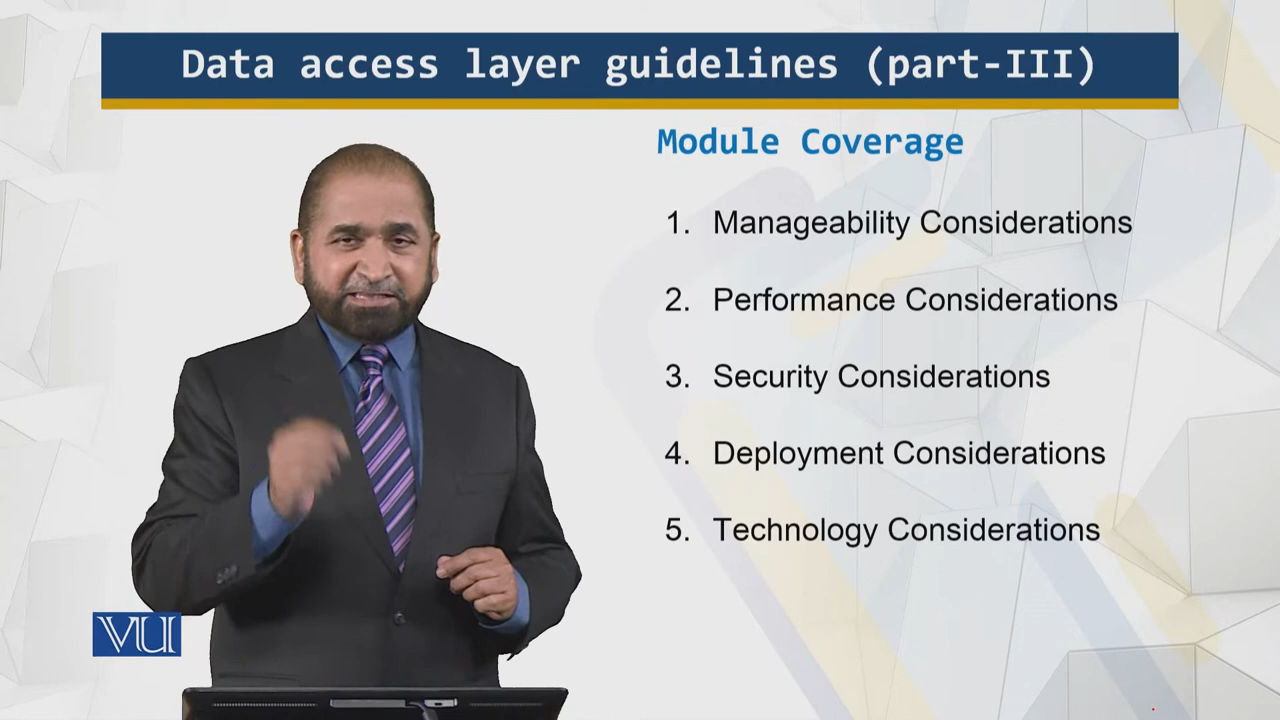 Data access layer guidelines (part-III)
Module Coverage
1. Manageability Considerations
2. Performance Considerations
3. Security Considerations
4. Deployment Considerations
5. Technology Considerations
VU